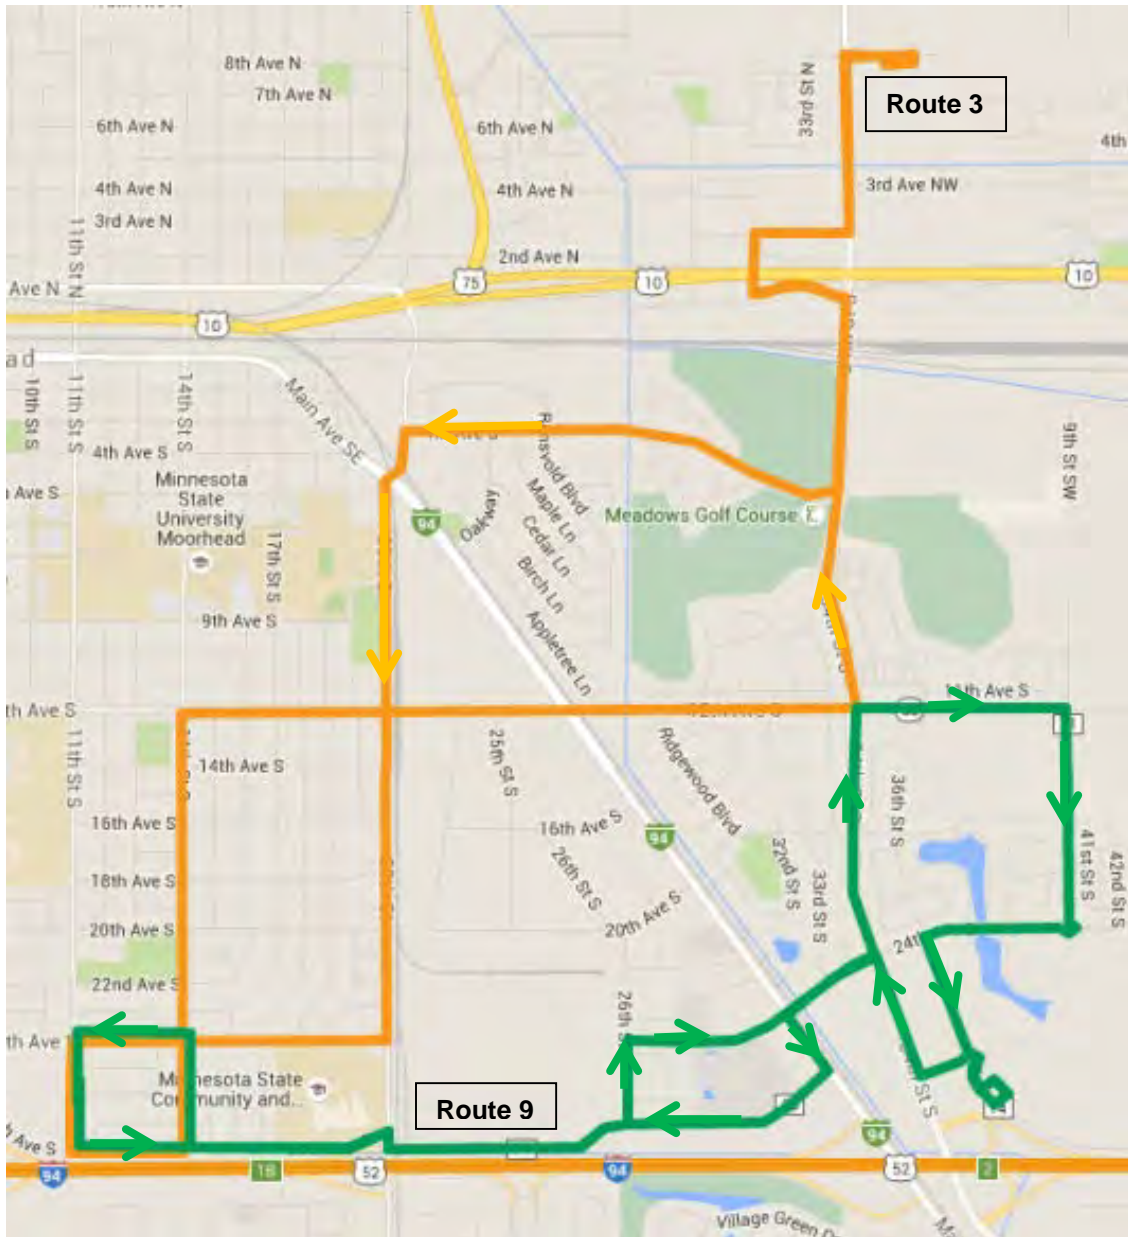 8th Ave N
7th Ave N
33rd St N
Route 3
6th Ave N
6th Ave N
4th
4th Ave N
4th Ave N
3rd Ave NW
3rd Ave N
11th St N
2nd Ave N
75
10
10
Ave N
10
ad
10th St S
11th St S
14th St S
Main Ave SE
4th Ave S
9th St SW
Ave S
Minnesota
State
University
Moorhead
Oakway
Maple Ln
Cedar Ln
Birch Ln
Appletree Ln
Meadows Golf Course
94
17th St S
9th Ave S
th Ave S
11th St S
14th Ave S
25th St S
Ridgewood Blvd
36th St S
16th Ave S
16th Ave S
94
32nd St S
33rd St S
41st St S
42nd St S
18th Ave S
26th St S
20th Ave S
20th Ave S
24t
22nd Ave S
26th S
th Ave
Route 9
Ave S
94
18
52
94
94
52
2
Village Green D
Ma